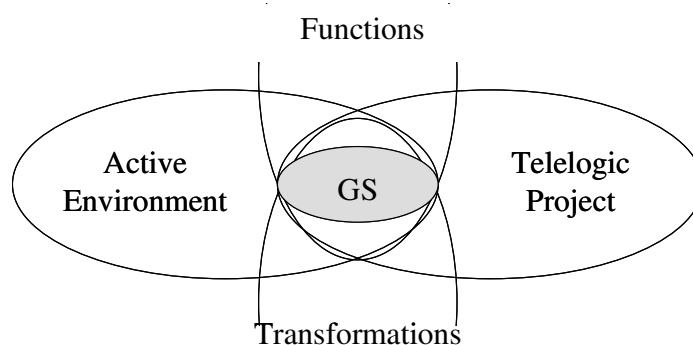 Functions
Active
Environment
GS
Telelogic
Project
Transformations